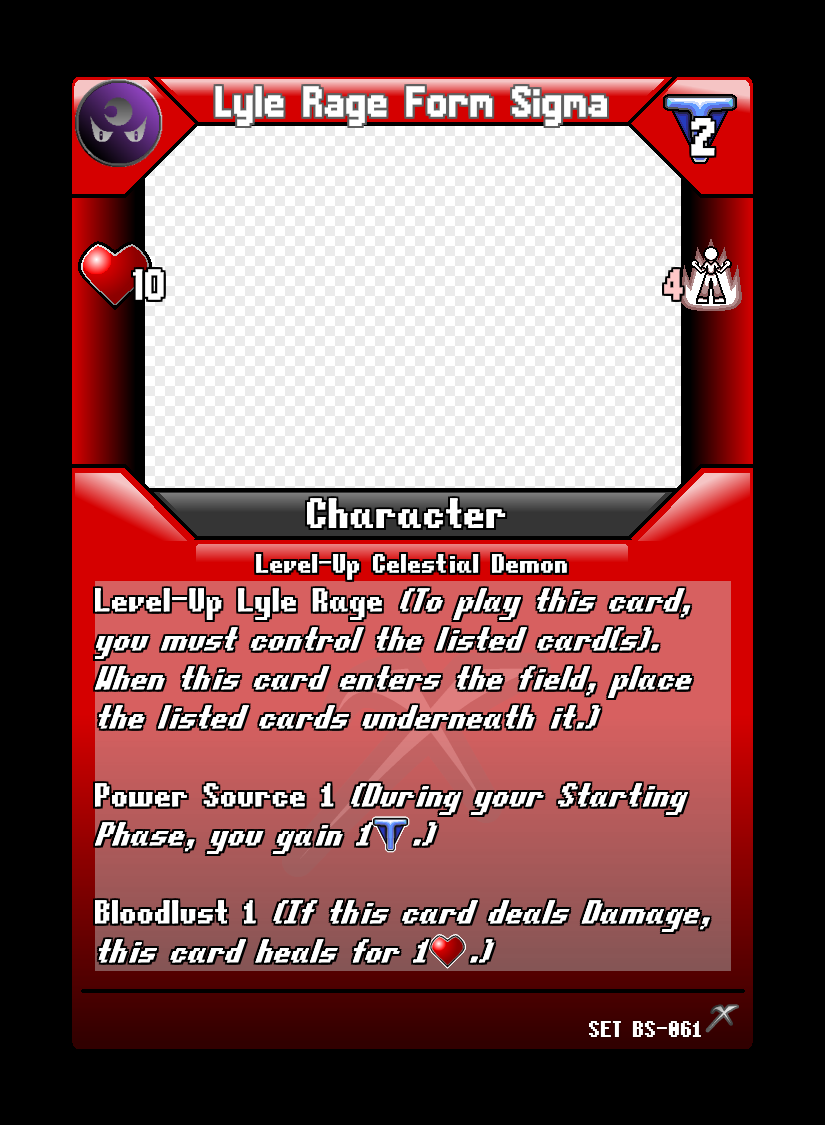 Lyle Rage Form Sigma
2
10
4
Character
Level-Up Celestial Demon
Level-Up Lyle Rage (To play this card,
you must control the listed card(s).
When this card enters the field, place
the listed cards underneath it.)
Power Source 1 (During your Starting
Phase, you gain 1 .)
Bloodlust 1 (If this card deals Damage,
this card heals for 1 .)
SET BS-061